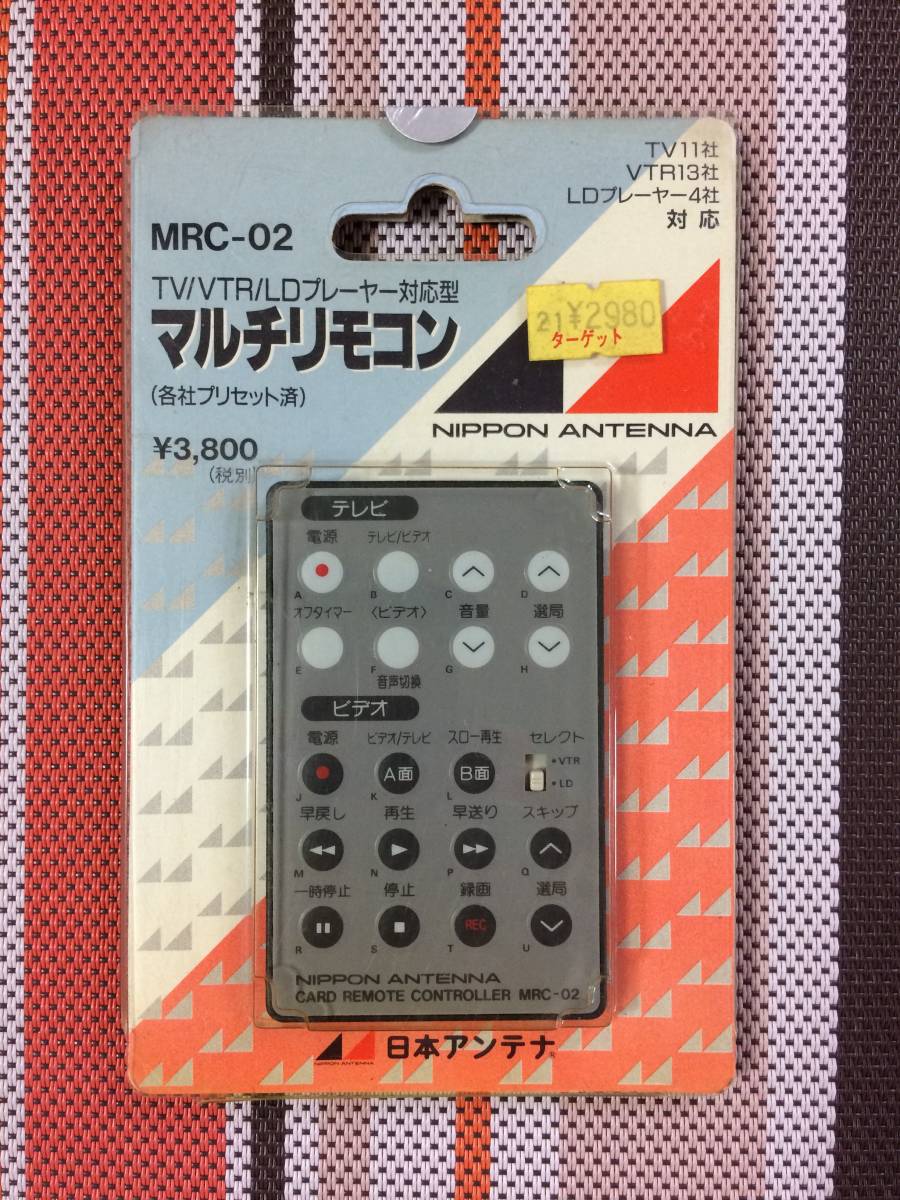 TV11社
VTR13社
LDプレーヤー4社
対応
MRC-02
TV/VTR/LDプレーヤー対応型
マルチリモコン
(各社プリセット済)
¥3,800
(税別)
21 ¥2980
ターゲット
NIPPON ANTENNA
テレビ
電源 テレビ/ビデオ
A B C D
オフタイマー 〈ビデオ〉 音量 選局
E F G H
音声切換
ビデオ
電源 ビデオ/テレビ スロー再生 セレクト
A面 B面 • VTR
• LD
J K L
早戻し 再生 早送り スキップ
M N P Q
一時停止 停止 録画 選局
REC
R S T U
NIPPON ANTENNA
CARD REMOTE CONTROLLER MRC-02
NIPPON ANTENNA
日本アンテナ®